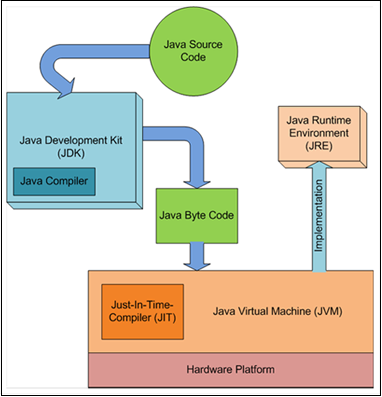 Java Source
Code
Java Development Kit
(JDK)
Java Compiler
Java Runtime
Environment
(JRE)
Java Byte Code
Implementation
Just-In-Time-
Compiler (JIT)
Java Virtual Machine (JVM)
Hardware Platform